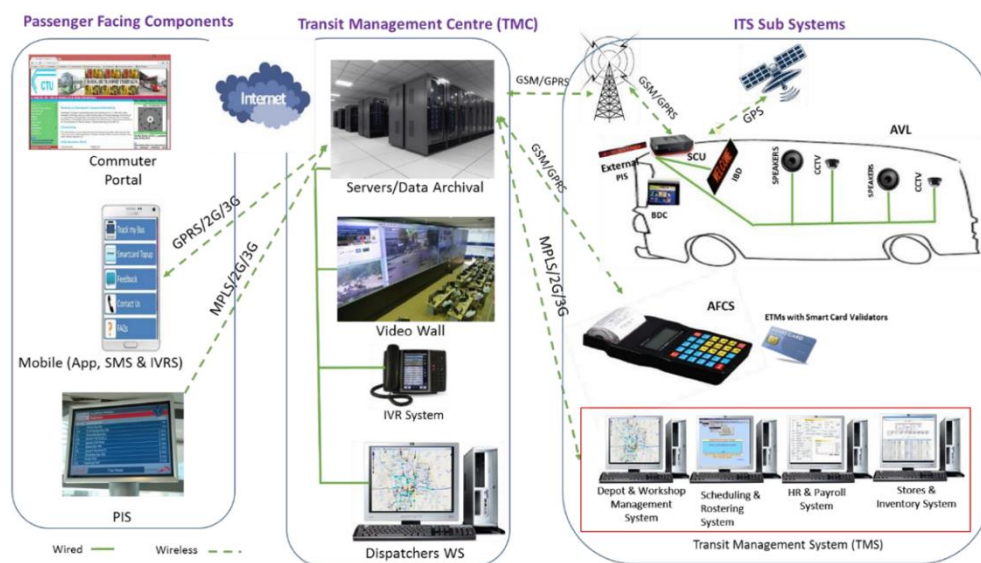 Passenger Facing Components
Transit Management Centre (TMC)
ITS Sub Systems
CTU
Commuter
Portal
Track my Bus
Smartcard Topup
Feedback
Contact Us
FAQs
Mobile (App, SMS & IVRS)
PIS
Wired
Wireless
Internet
GPRS/2G/3G
MPLS/2G/3G
Servers/Data Archival
Video Wall
IVR System
Dispatchers WS
GSM/GPRS
GSM/GPRS
MPLS/2G/3G
GSM/GPRS
GPS
AVL
External
PIS
SCU
WELCOME
IBD
BDC
SPEAKERS
CCTV
SPEAKERS
CCTV
AFCS
ETMs with Smart Card Validators
SMART CARD
Depot & Workshop
Management
System
Scheduling &
Rostering
System
HR & Payroll
System
Stores &
Inventory System
Transit Management System (TMS)